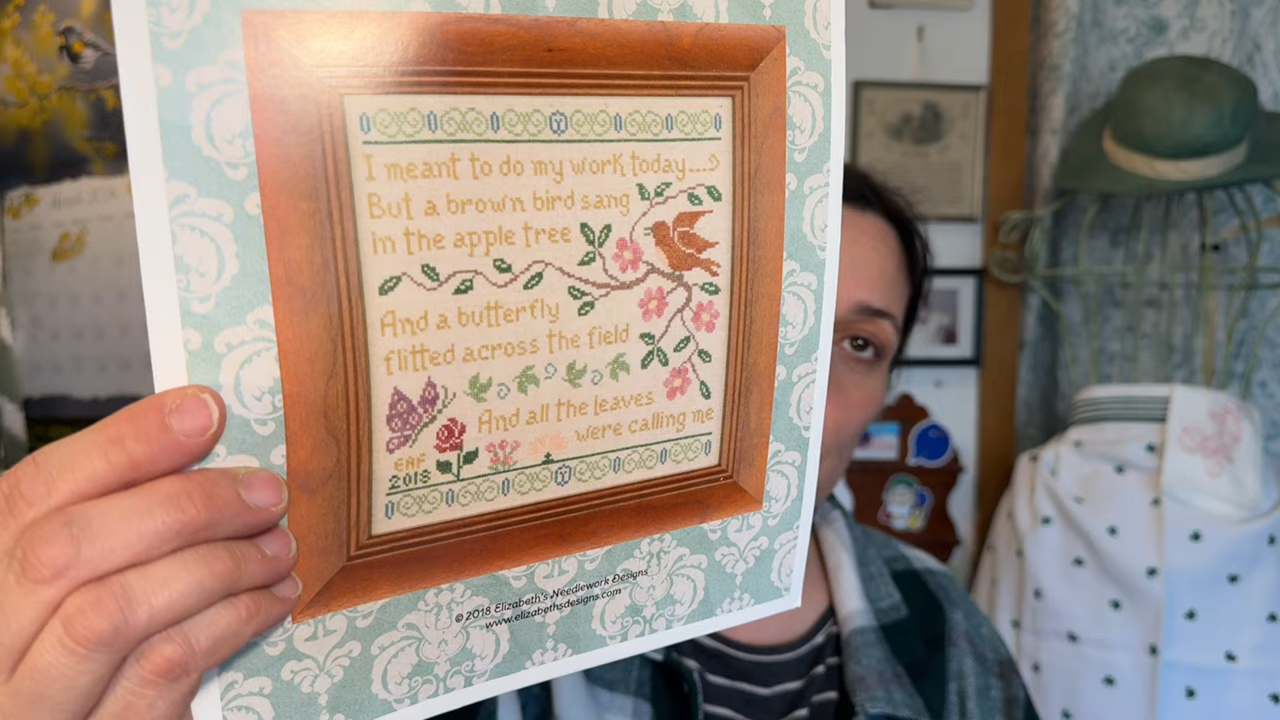 I meant to do my work today...
But a brown bird sang
in the apple tree
And a butterfly
flitted across the field
And all the leaves
were calling me
EAF
2018
© 2018 Elizabeth's Needlework Designs
www.elizabethsdesigns.com